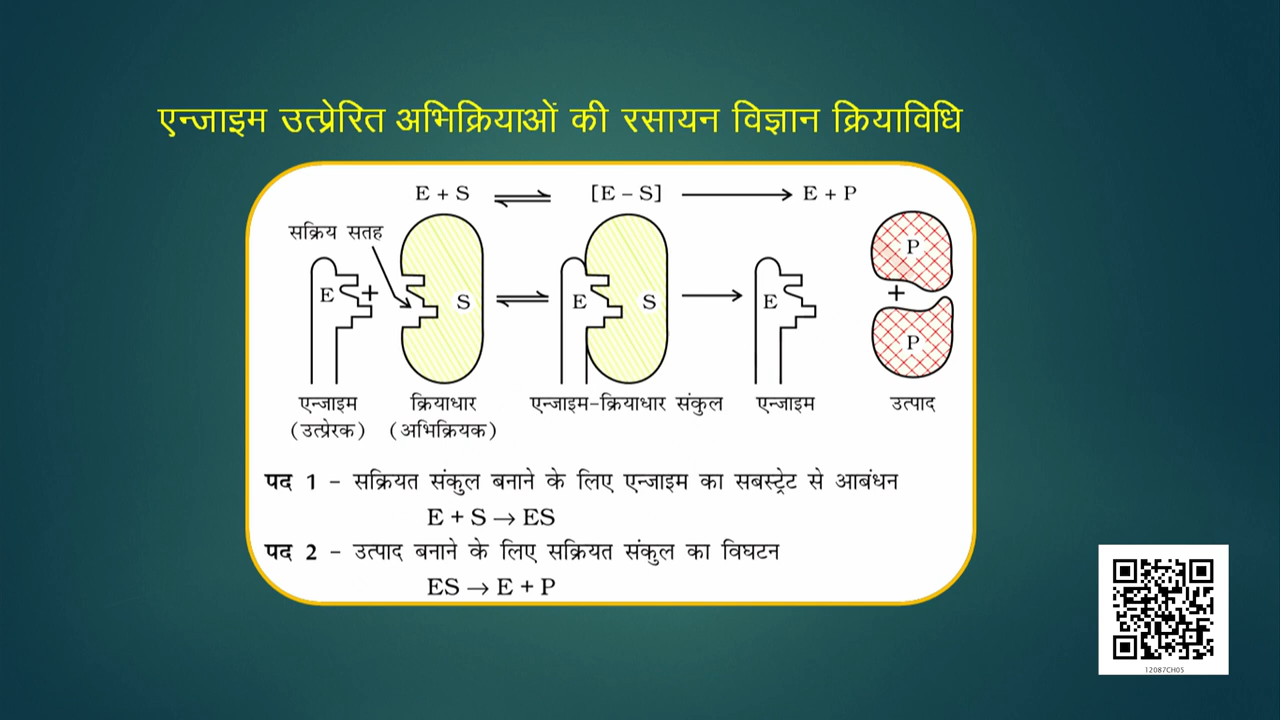 एन्जाइम उत्प्रेरित अभिक्रियाओं की रसायन विज्ञान क्रियाविधि
E + S ⇌ [E – S] ⟶ E + P
सक्रिय सतह
E + S ⇌ E S ⟶ E P + P
एन्जाइम क्रियाधार एन्जाइम-क्रियाधार संकुल एन्जाइम उत्पाद
(उत्प्रेरक) (अभिक्रियक)
पद 1 – सक्रियत संकुल बनाने के लिए एन्जाइम का सबस्ट्रेट से आबंधन
E + S → ES
पद 2 – उत्पाद बनाने के लिए सक्रियत संकुल का विघटन
ES → E + P
12087CH05